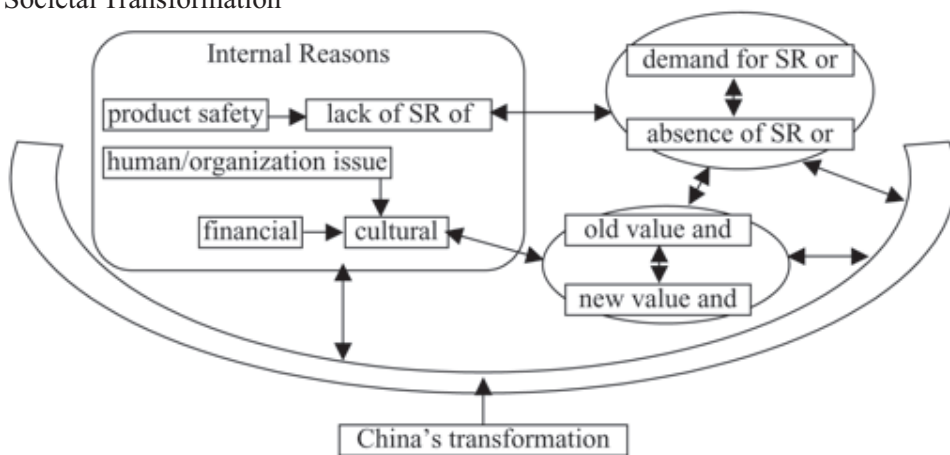 Societal Transformation
Internal Reasons
product safety
lack of SR of
human/organization issue
financial
cultural
demand for SR or
absence of SR or
old value and
new value and
China's transformation